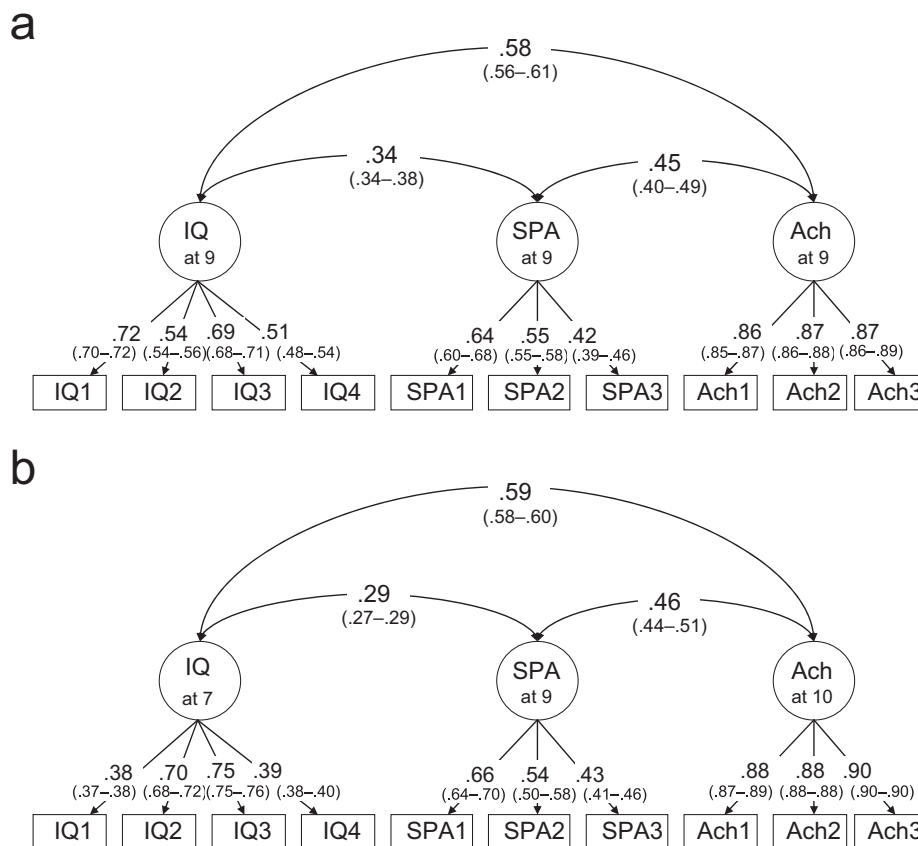 a
.58
(.56–.61)
.34
(.34–.38)
.45
(.40–.49)
IQ
at 9
SPA
at 9
Ach
at 9
.72 .54 .69 .51
(.70–.72) (.54–.56) (.68–.71) (.48–.54)
.64 .55 .42
(.60–.68) (.55–.58) (.39–.46)
.86 .87 .87
(.85–.87) (.86–.88) (.86–.89)
IQ1 IQ2 IQ3 IQ4 SPA1 SPA2 SPA3 Ach1 Ach2 Ach3
b
.59
(.58–.60)
.29
(.27–.29)
.46
(.44–.51)
IQ
at 7
SPA
at 9
Ach
at 10
.38 .70 .75 .39
(.37–.38) (.68–.72) (.75–.76) (.38–.40)
.66 .54 .43
(.64–.70) (.50–.58) (.41–.46)
.88 .88 .90
(.87–.89) (.88–.88) (.90–.90)
IQ1 IQ2 IQ3 IQ4 SPA1 SPA2 SPA3 Ach1 Ach2 Ach3